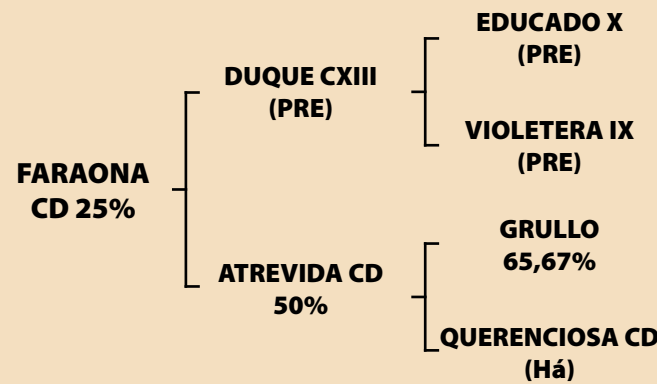 FARAONA
CD 25%
DUQUE CXIII
(PRE)
ATREVIDA CD
50%
EDUCADO X
(PRE)
VIOLETERA IX
(PRE)
GRULLO
65,67%
QUERENCIOSA CD
(Há)